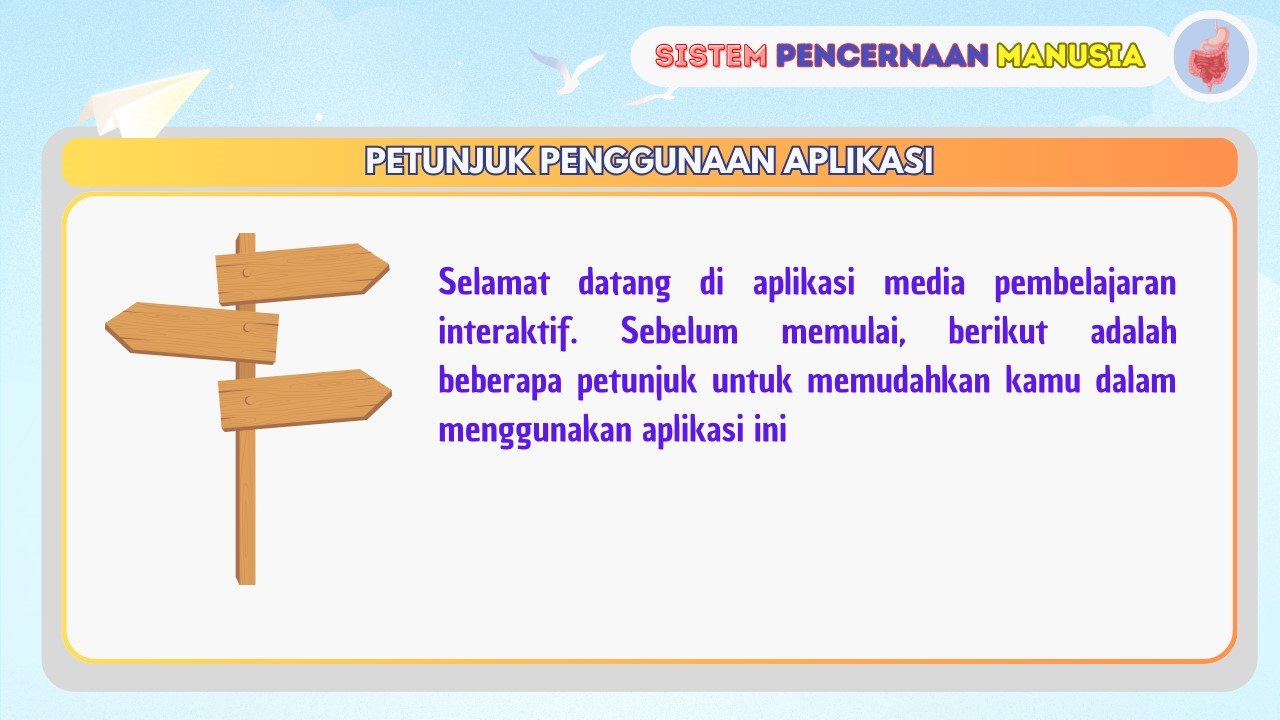 SISTEM PENCERNAAN MANUSIA
PETUNJUK PENGGUNAAN APLIKASI
Selamat datang di aplikasi media pembelajaran
interaktif. Sebelum memulai, berikut adalah
beberapa petunjuk untuk memudahkan kamu dalam
menggunakan aplikasi ini